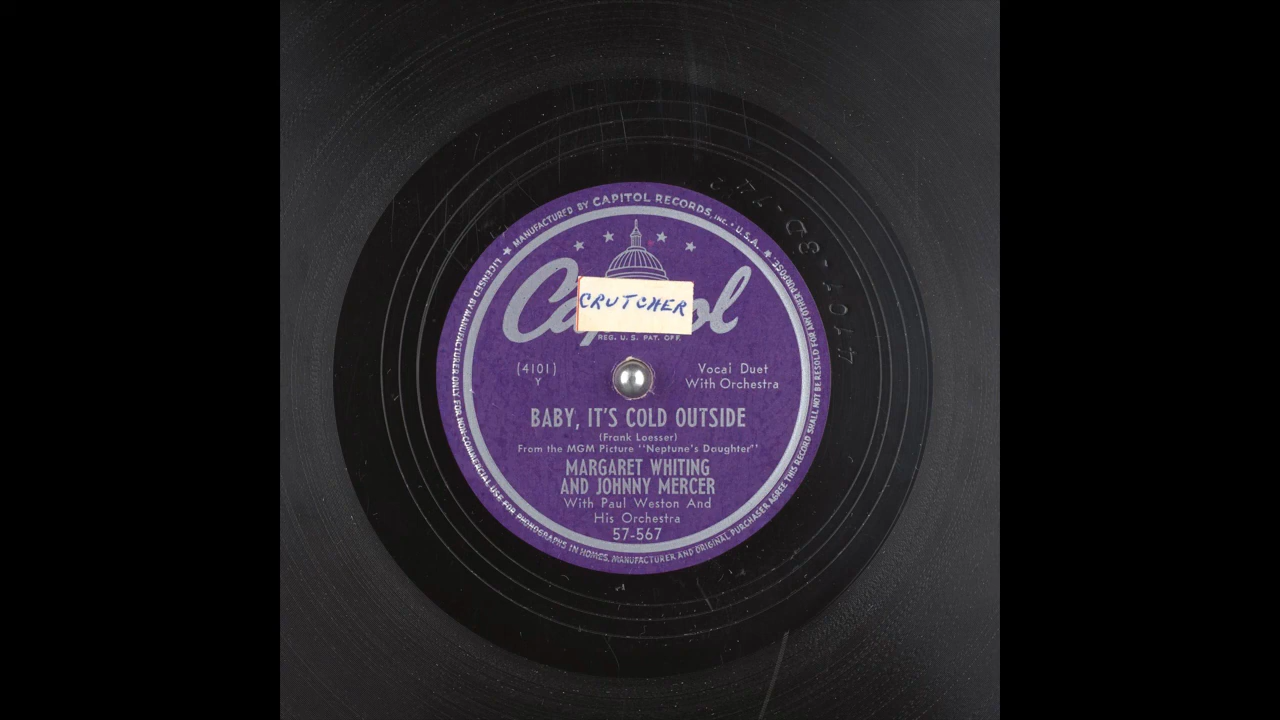 MANUFACTURED BY CAPITOL RECORDS, INC. • U.S.A.
Capitol
CRUTCHER
REG. U.S. PAT. OFF.
(4101)
Y
Vocal Duet
With Orchestra
BABY, IT'S COLD OUTSIDE
(Frank Loesser)
From the MGM Picture "Neptune's Daughter"
MARGARET WHITING
AND JOHNNY MERCER
With Paul Weston And
His Orchestra
57-567
LICENSED BY MANUFACTURER ONLY FOR NON-COMMERCIAL USE FOR PHONOGRAPHS IN HOMES. MANUFACTURER AND ORIGINAL PURCHASER AGREE THIS RECORD SHALL NOT BE RESOLD FOR ANY OTHER PURPOSE.